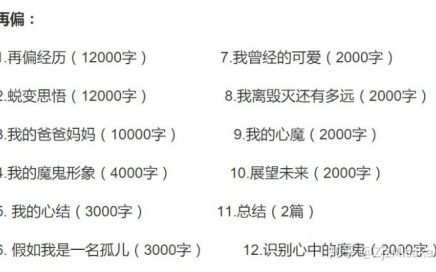 再偏：
1.再偏经历（12000字） 7.我曾经的可爱（2000字）
2.蜕变思悟（12000字） 8.我离毁灭还有多远（2000字）
3.我的爸爸妈妈（10000字） 9.我的心魔（2000字）
4.我的魔鬼形象（4000字） 10.展望未来（2000字）
5. 我的心结（3000字） 11.总结（2篇）
6. 假如我是一名孤儿（3000字） 12.识别心中的（2000字）
知乎